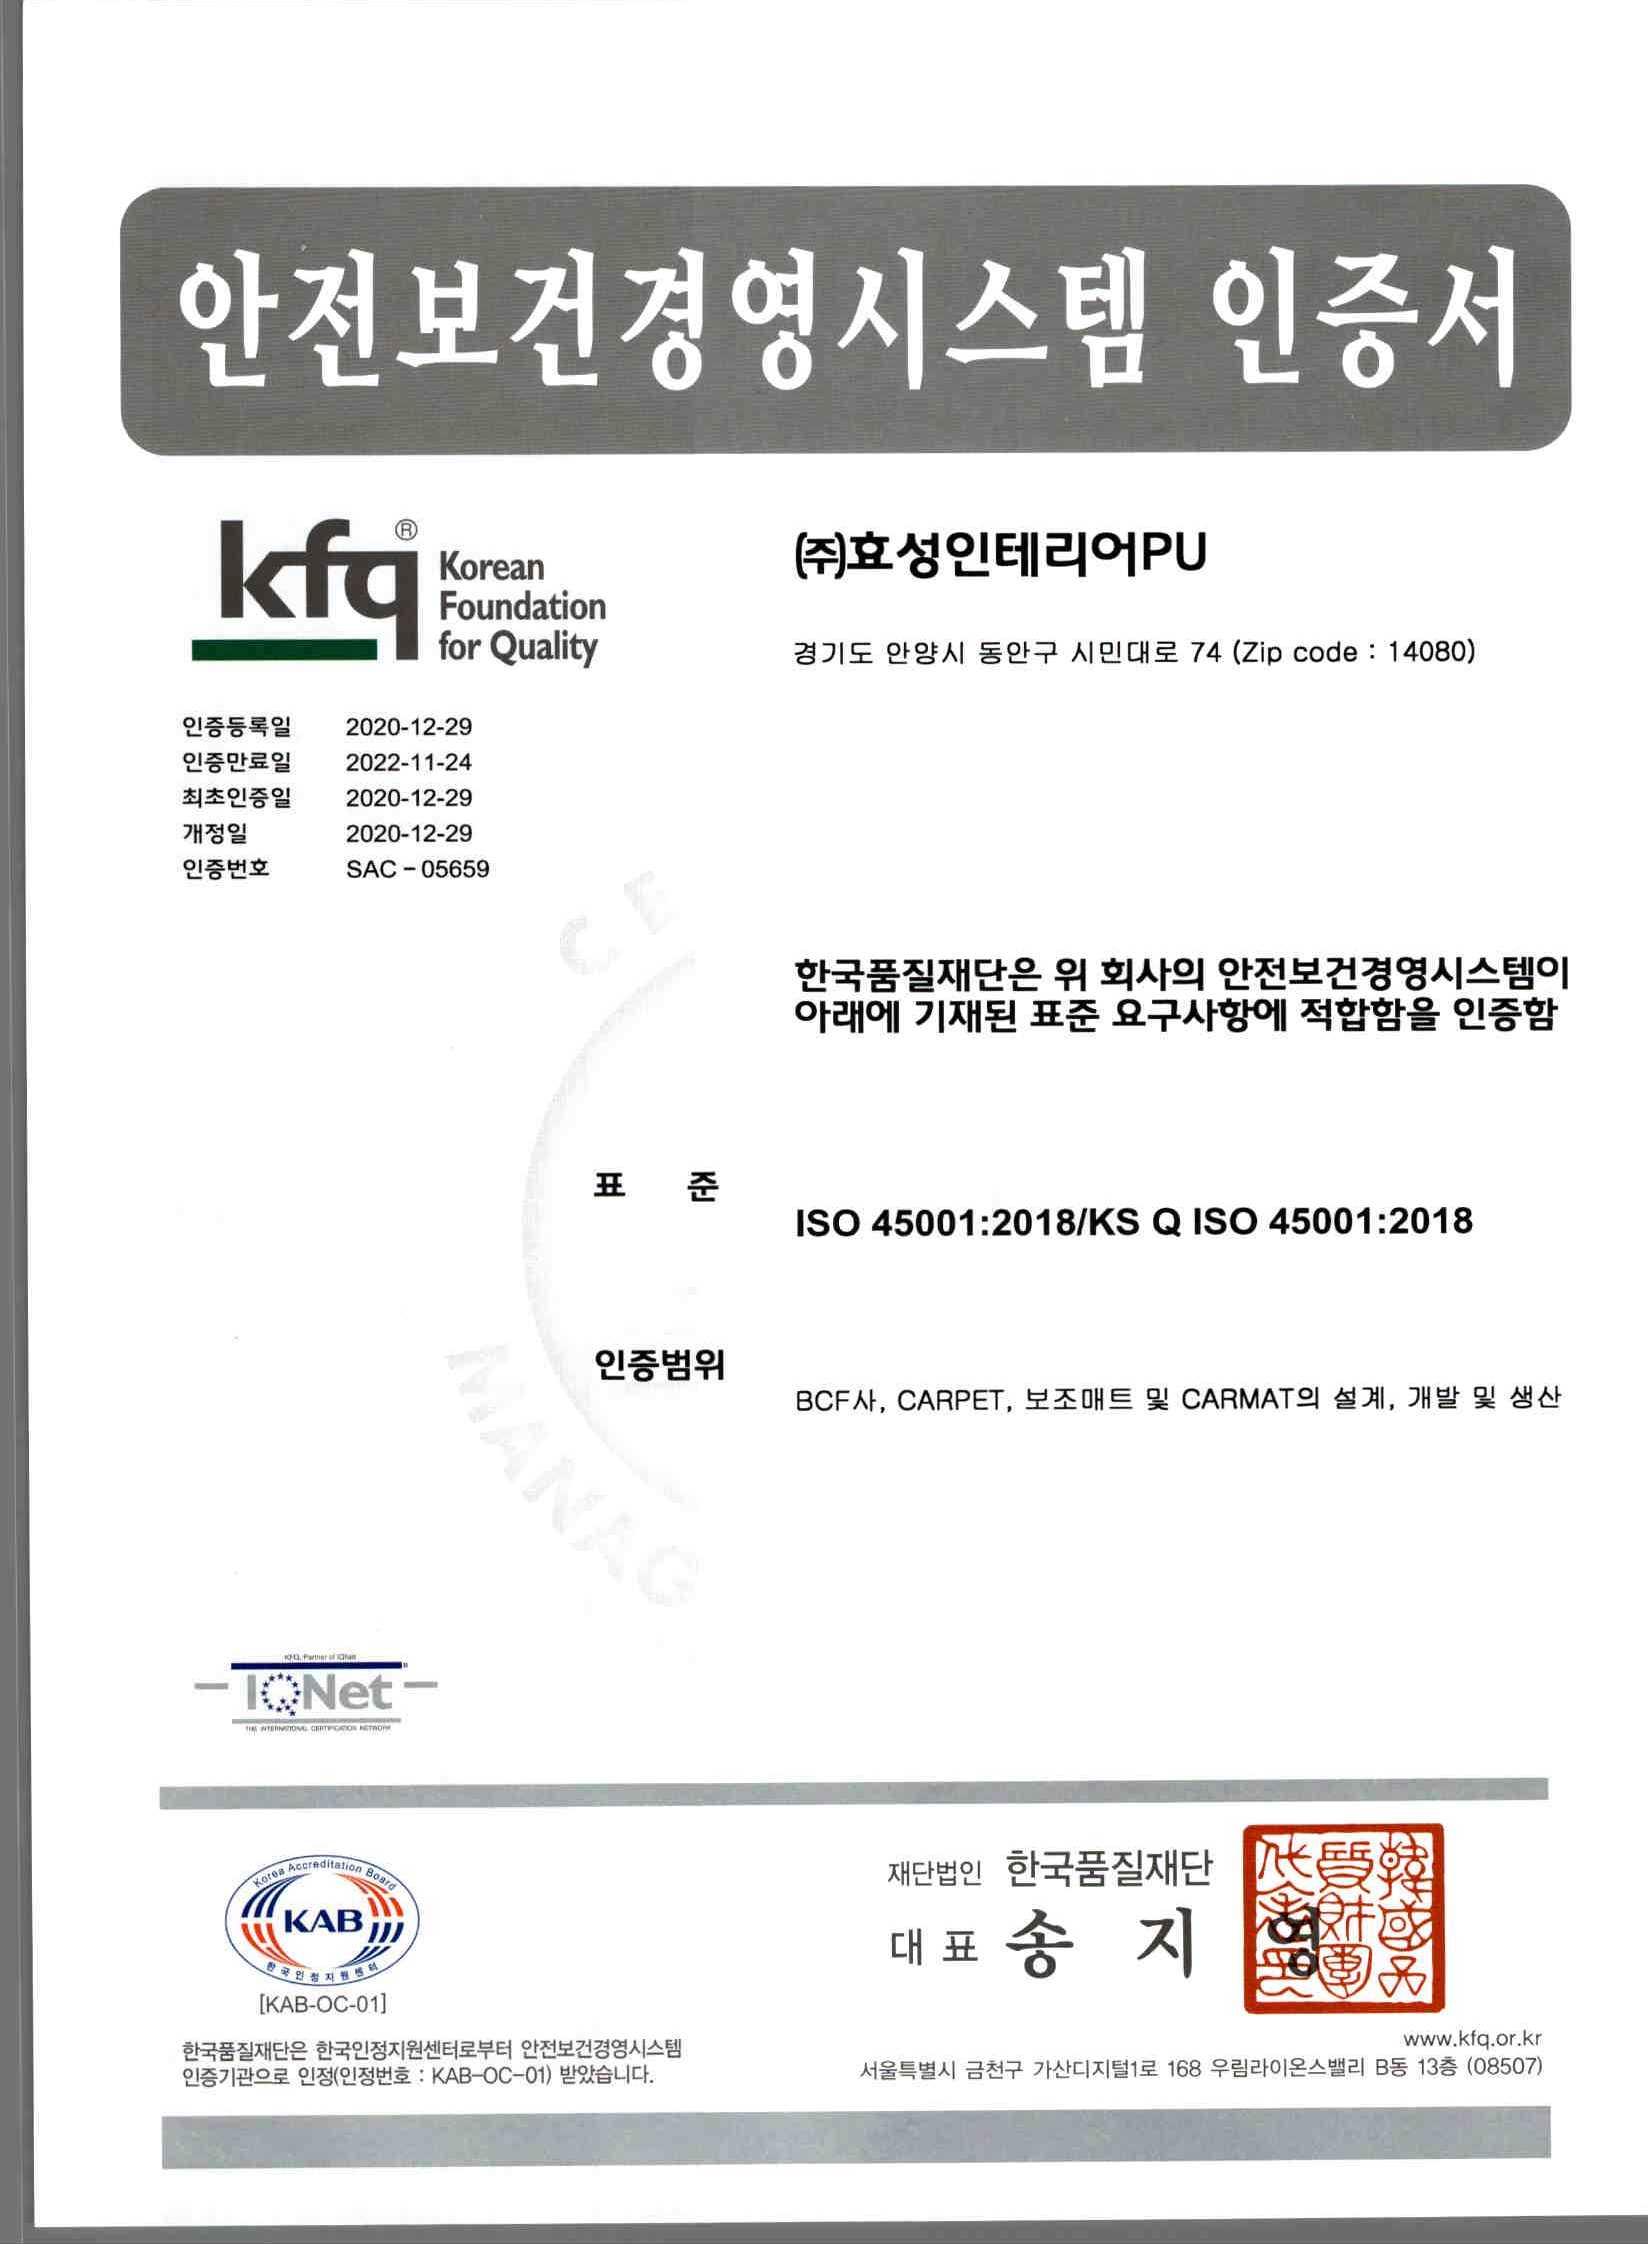 안전보건경영시스템 인증서
kfq®
Korean
Foundation
for Quality
(주)효성인테리어PU
경기도 안양시 동안구 시민대로 74 (Zip code : 14080)
인증등록일 2020-12-29
인증만료일 2022-11-24
최초인증일 2020-12-29
개정일 2020-12-29
인증번호 SAC - 05659
CE
한국품질재단은 위 회사의 안전보건경영시스템이
아래에 기재된 표준 요구사항에 적합함을 인증함
표 준
ISO 45001:2018/KS Q ISO 45001:2018
인증범위
BCF사, CARPET, 보조매트 및 CARMAT의 설계, 개발 및 생산
MANAG
KFQ, Partner of IQNet
IQNet
THE INTERNATIONAL CERTIFICATION NETWORK
Korea Accreditation Board
KAB
한국인정지원센터
[KAB-OC-01]
한국품질재단은 한국인정지원센터로부터 안전보건경영시스템
인증기관으로 인정(인정번호 : KAB-OC-01) 받았습니다.
재단법인 한국품질재단
대표 송 지 영
www.kfq.or.kr
서울특별시 금천구 가산디지털1로 168 우림라이온스밸리 B동 13층 (08507)